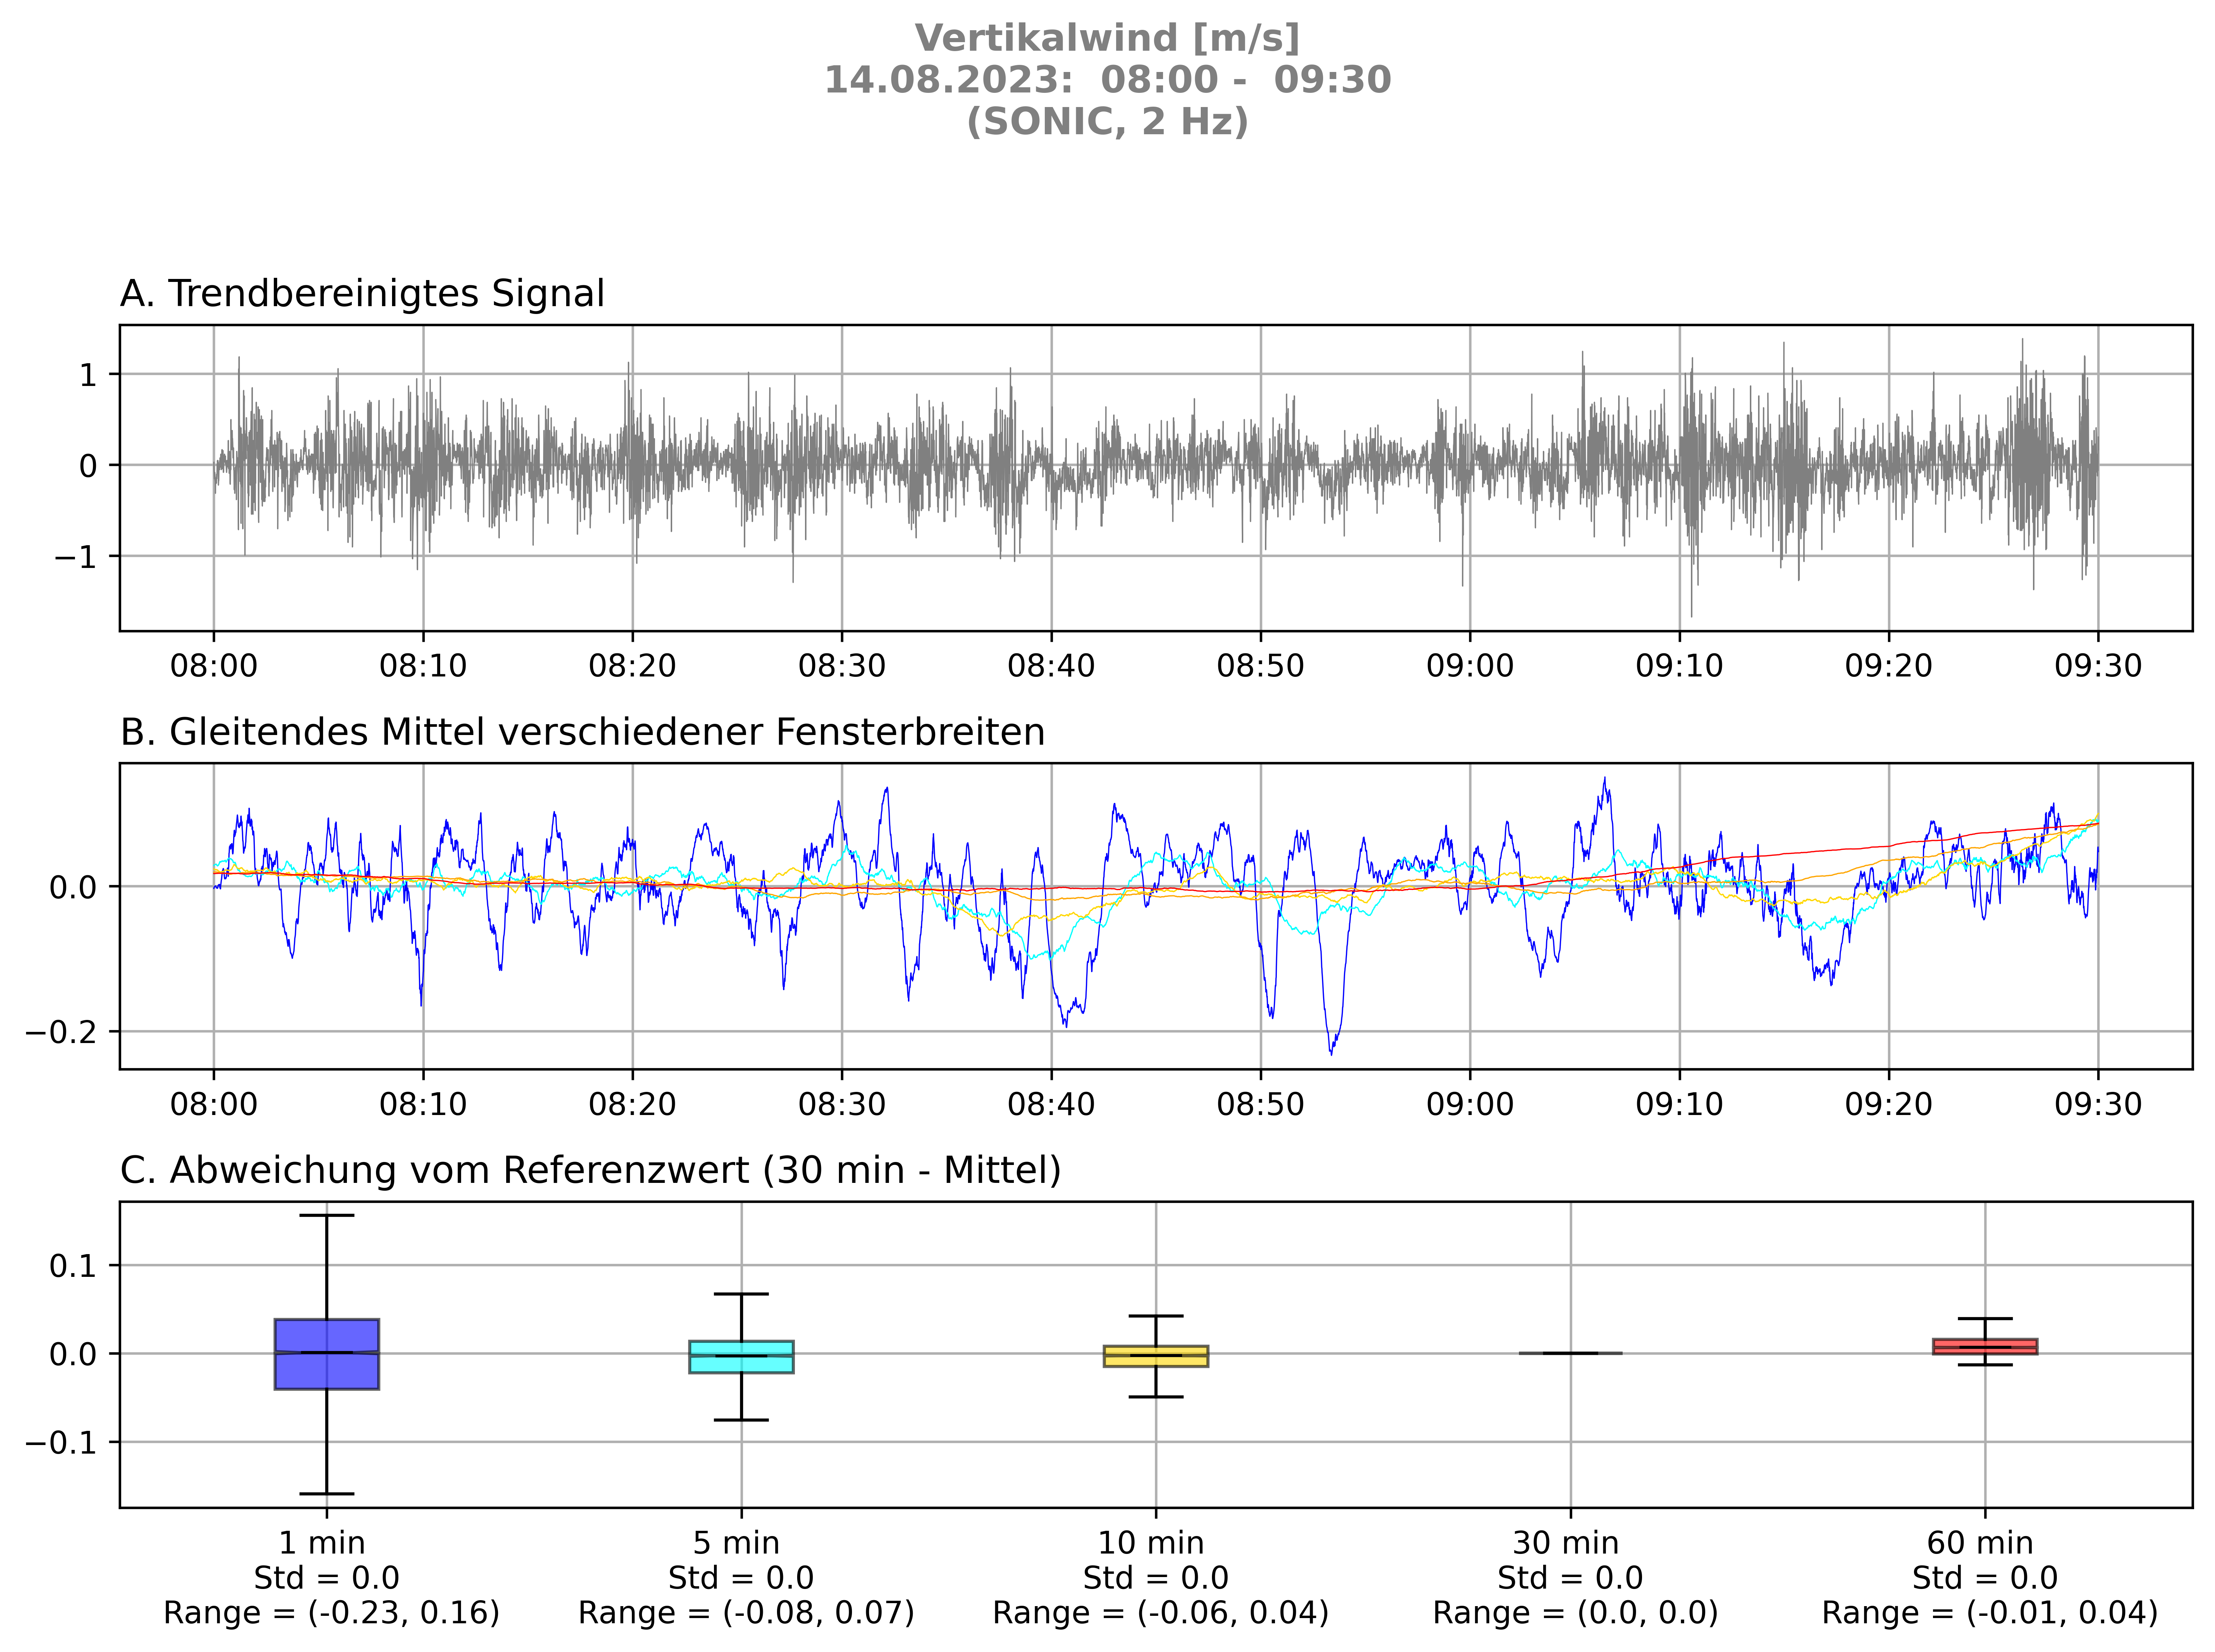 Vertikalwind [m/s]
14.08.2023:  08:00 -  09:30
(SONIC, 2 Hz)
A. Trendbereinigtes Signal
1
0
−1
08:00 08:10 08:20 08:30 08:40 08:50 09:00 09:10 09:20 09:30
B. Gleitendes Mittel verschiedener Fensterbreiten
0.0
−0.2
08:00 08:10 08:20 08:30 08:40 08:50 09:00 09:10 09:20 09:30
C. Abweichung vom Referenzwert (30 min - Mittel)
0.1
0.0
−0.1
1 min 5 min 10 min 30 min 60 min
Std = 0.0 Std = 0.0 Std = 0.0 Std = 0.0 Std = 0.0
Range = (-0.23, 0.16) Range = (-0.08, 0.07) Range = (-0.06, 0.04) Range = (0.0, 0.0) Range = (-0.01, 0.04)